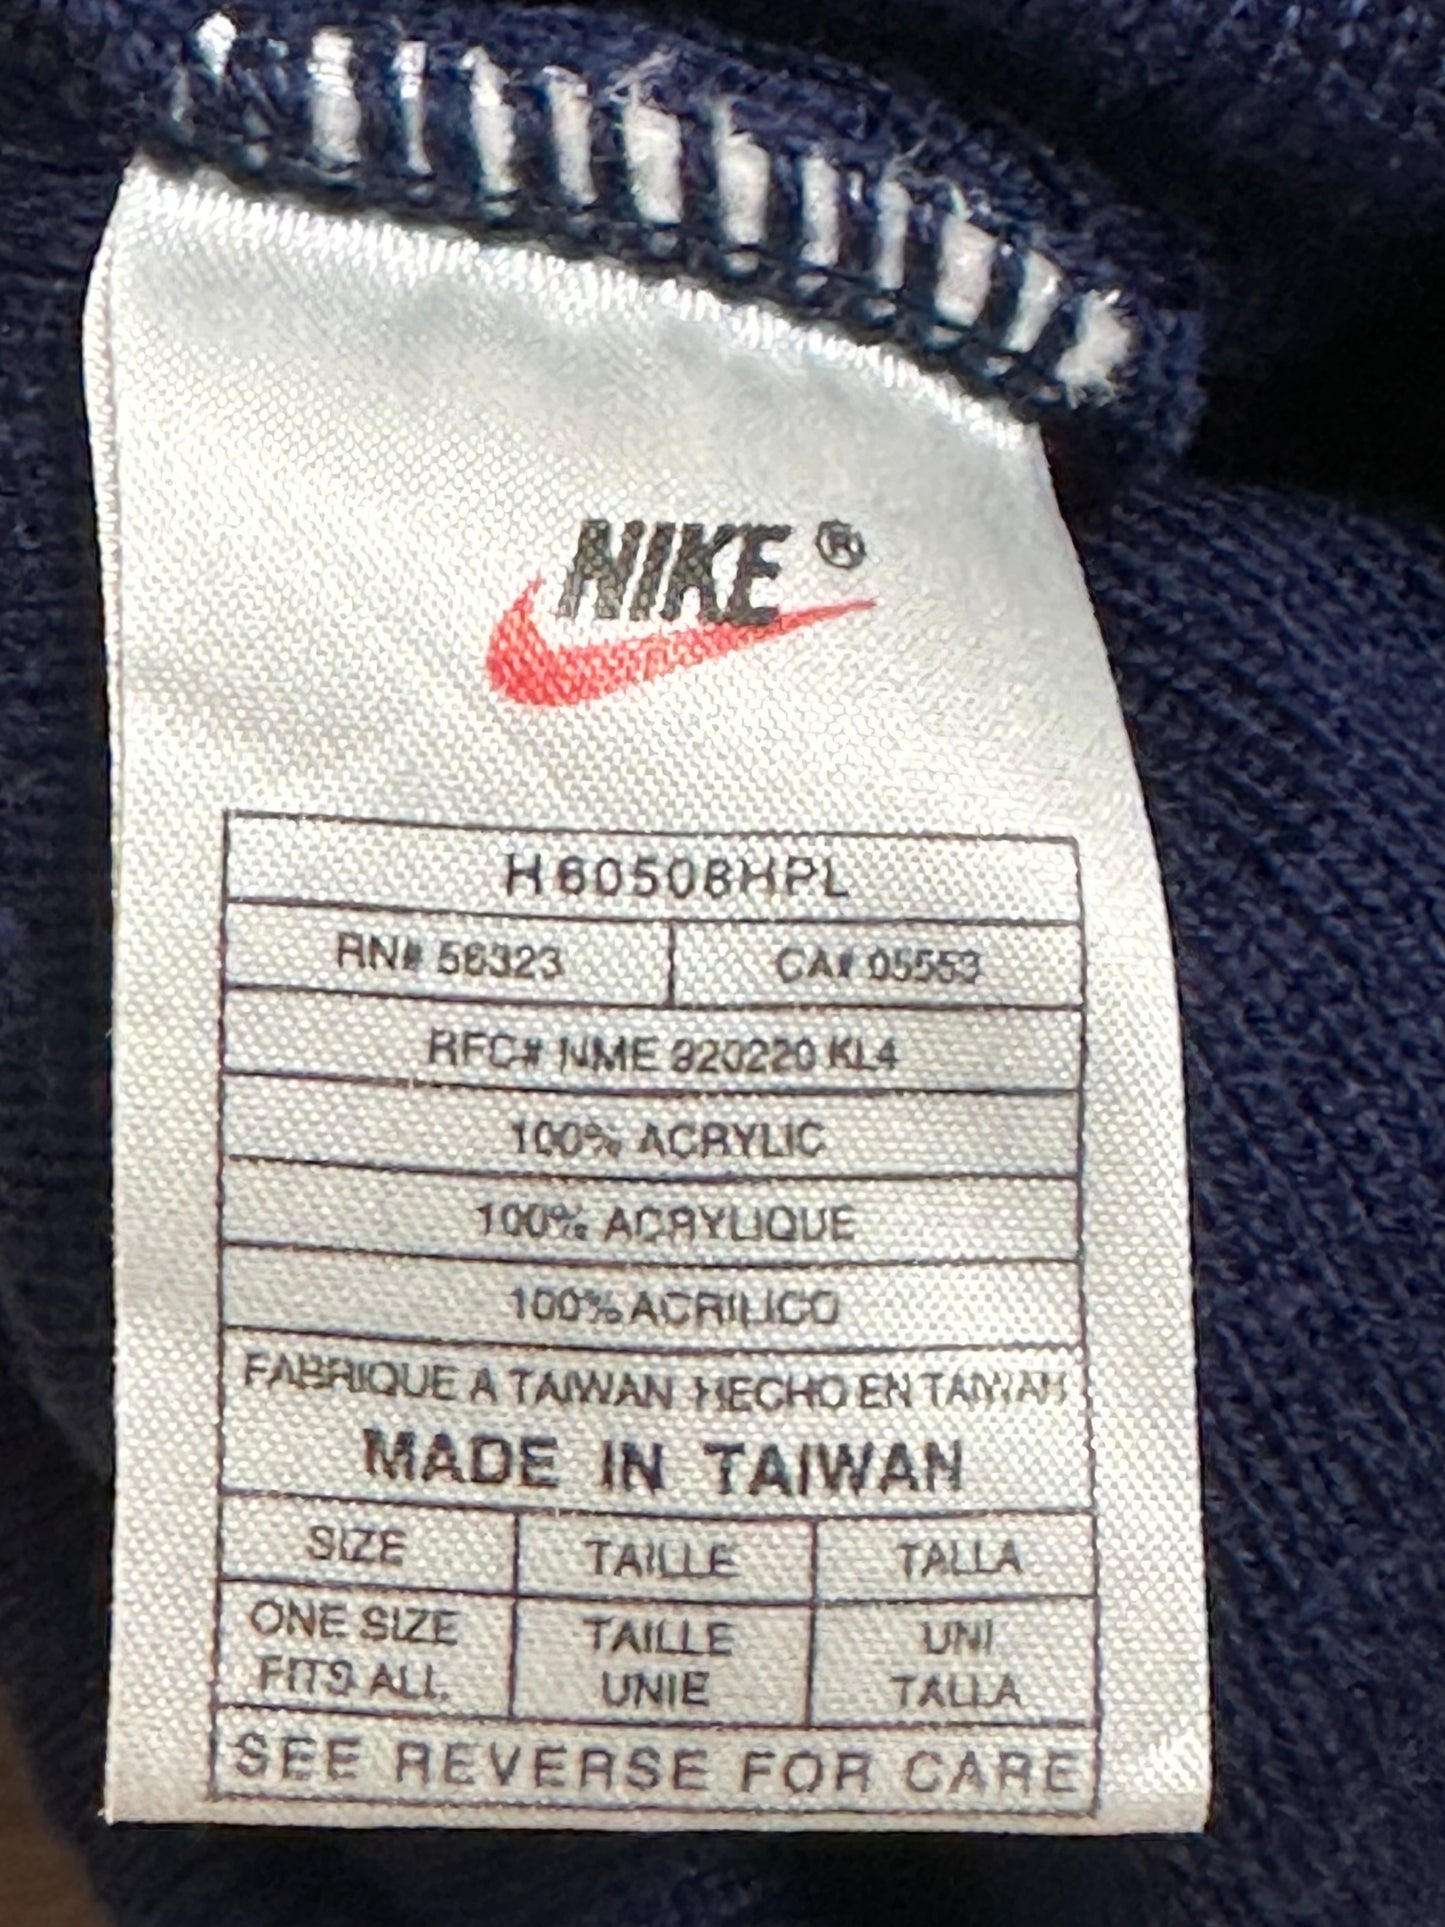 NIKE ®
H60508HPL
RN# 56323 CA# 05553
RFC# NME 920220 KL4
100% ACRYLIC
100% ACRYLIQUE
100% ACRILICO
FABRIQUE A TAIWAN HECHO EN TAIWAN
MADE IN TAIWAN
SIZE TAILLE TALLA
ONE SIZE TAILLE UNI
FITS ALL. UNIE TALLA
SEE REVERSE FOR CARE